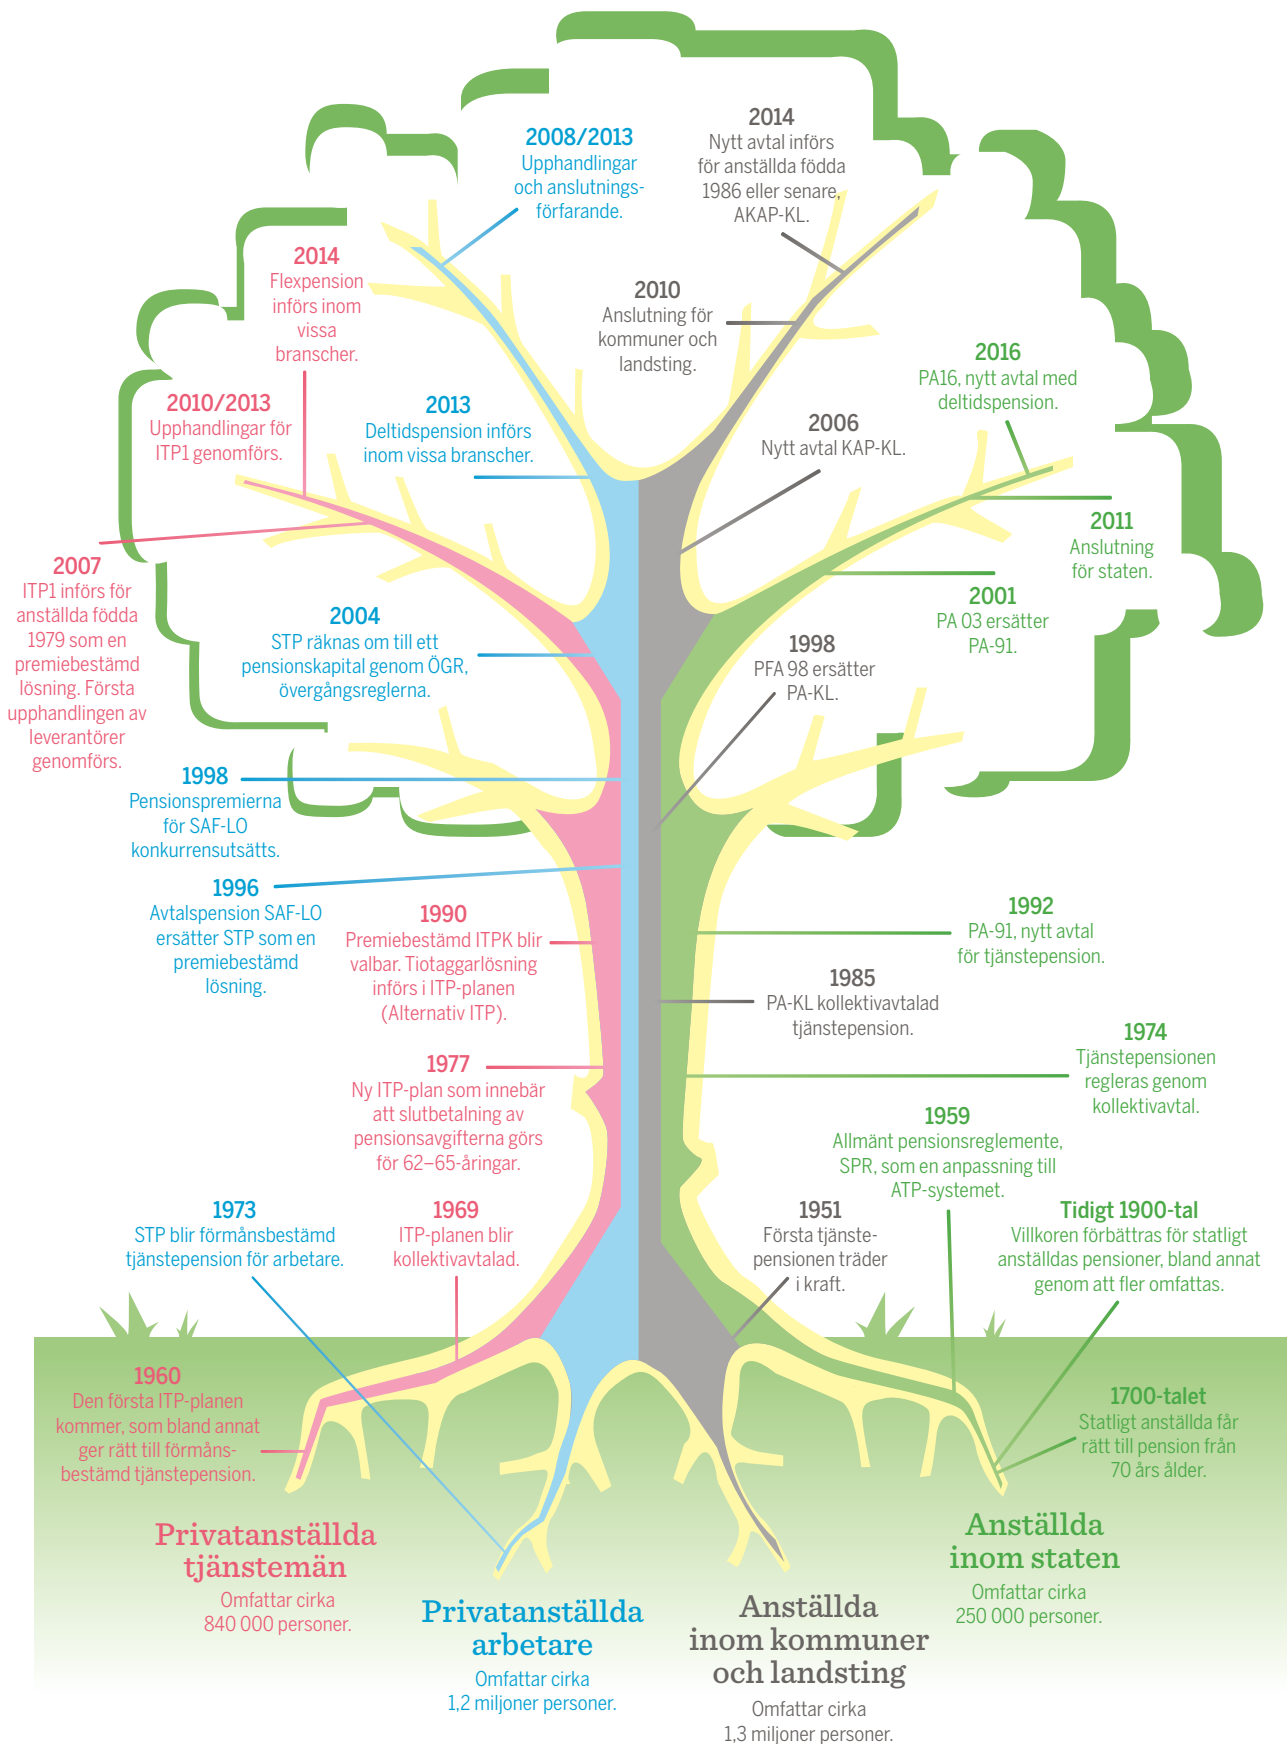 2014
Nytt avtal införs
för anställda födda
1986 eller senare,
AKAP-KL.
2008/2013
Upphandlingar
och anslutnings-
förfarande.
2014
Flexpension
införs inom
vissa
branscher.
2010
Anslutning för
kommuner och
landsting.
2016
PA16, nytt avtal med
deltidspension.
2010/2013
Upphandlingar för
ITP1 genomförs.
2013
Deltidspension införs
inom vissa branscher.
2006
Nytt avtal KAP-KL.
2011
Anslutning
för staten.
2007
ITP1 införs för
anställda födda
1979 som en
premiebestämd
lösning. Första
upphandlingen av
leverantörer
genomförs.
2001
PA 03 ersätter
PA-91.
2004
STP räknas om till ett
pensionskapital genom ÖGR,
övergångsreglerna.
1998
PFA 98 ersätter
PA-KL.
1998
Pensionspremierna
för SAF-LO
konkurrensutsätts.
1996
Avtalspension SAF-LO
ersätter STP som en
premiebestämd
lösning.
1990
Premiebestämd ITPK blir
valbar. Tiotaggarlösning
införs i ITP-planen
(Alternativ ITP).
1992
PA-91, nytt avtal
för tjänstepension.
1985
PA-KL kollektivavtalad
tjänstepension.
1974
Tjänstepensionen
regleras genom
kollektivavtal.
1977
Ny ITP-plan som innebär
att slutbetalning av
pensionsavgifterna görs
för 62–65-åringar.
1959
Allmänt pensionsreglemente,
SPR, som en anpassning till
ATP-systemet.
1973
STP blir förmånsbestämd
tjänstepension för arbetare.
1969
ITP-planen blir
kollektivavtalad.
1951
Första tjänste-
pensionen träder
i kraft.
Tidigt 1900-tal
Villkoren förbättras för statligt
anställdas pensioner, bland annat
genom att fler omfattas.
1960
Den första ITP-planen
kommer, som bland annat
ger rätt till förmåns-
bestämd tjänstepension.
1700-talet
Statligt anställda får
rätt till pension från
70 års ålder.
Privatanställda
tjänstemän
Omfattar cirka
840 000 personer.
Privatanställda
arbetare
Omfattar cirka
1,2 miljoner personer.
Anställda
inom kommuner
och landsting
Omfattar cirka
1,3 miljoner personer.
Anställda
inom staten
Omfattar cirka
250 000 personer.